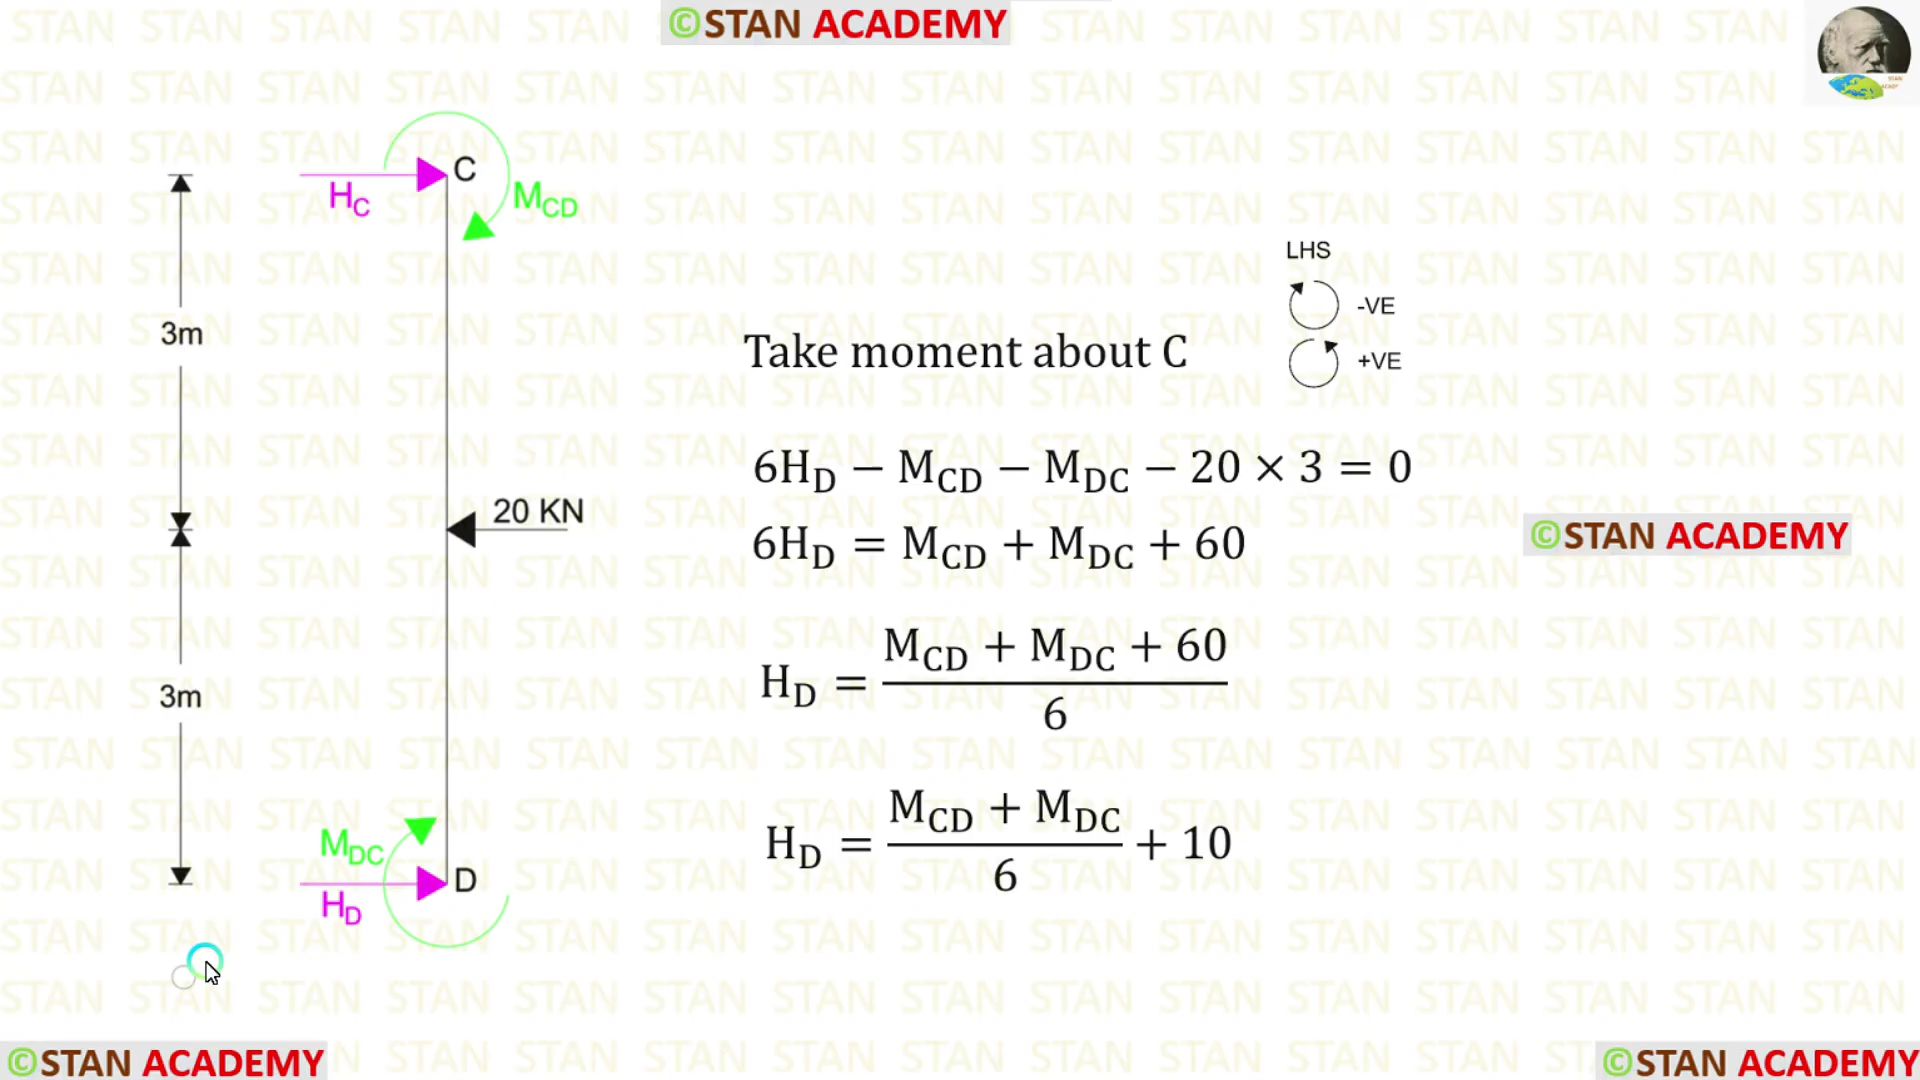 ©STAN ACADEMY
C
H_C
M_CD
LHS
-VE
+VE
3m
Take moment about C
6H_D − M_CD − M_DC − 20 × 3 = 0
20 KN
6H_D = M_CD + M_DC + 60
©STAN ACADEMY
H_D = (M_CD + M_DC + 60) / 6
3m
H_D = (M_CD + M_DC) / 6 + 10
M_DC
D
H_D
©STAN ACADEMY
©STAN ACADEMY